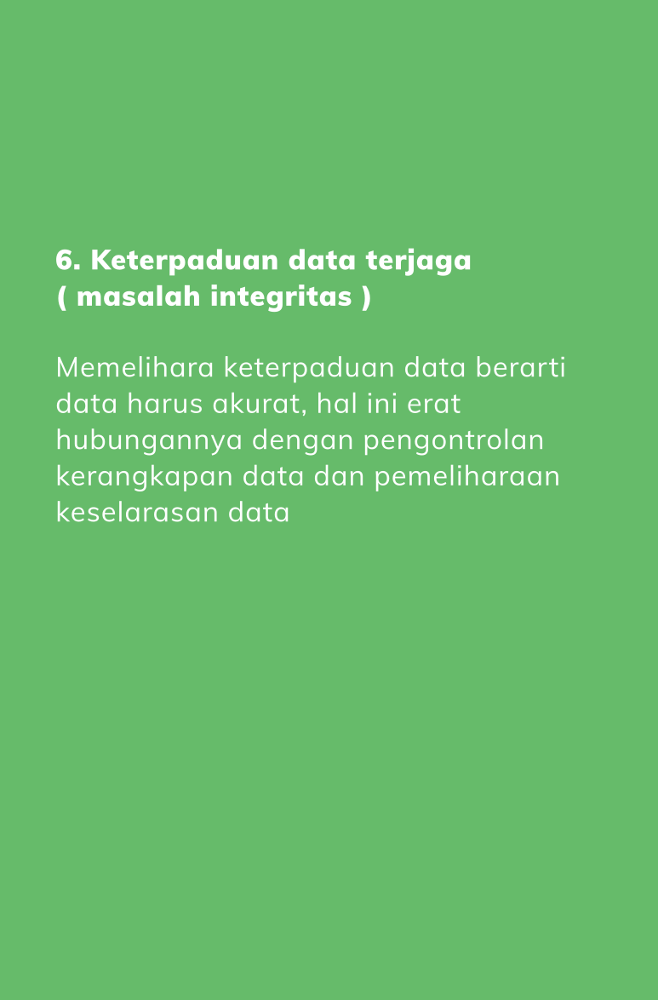 6. Keterpaduan data terjaga
( masalah integritas )
Memelihara keterpaduan data berarti
data harus akurat, hal ini erat
hubungannya dengan pengontrolan
kerangkapan data dan pemeliharaan
keselarasan data